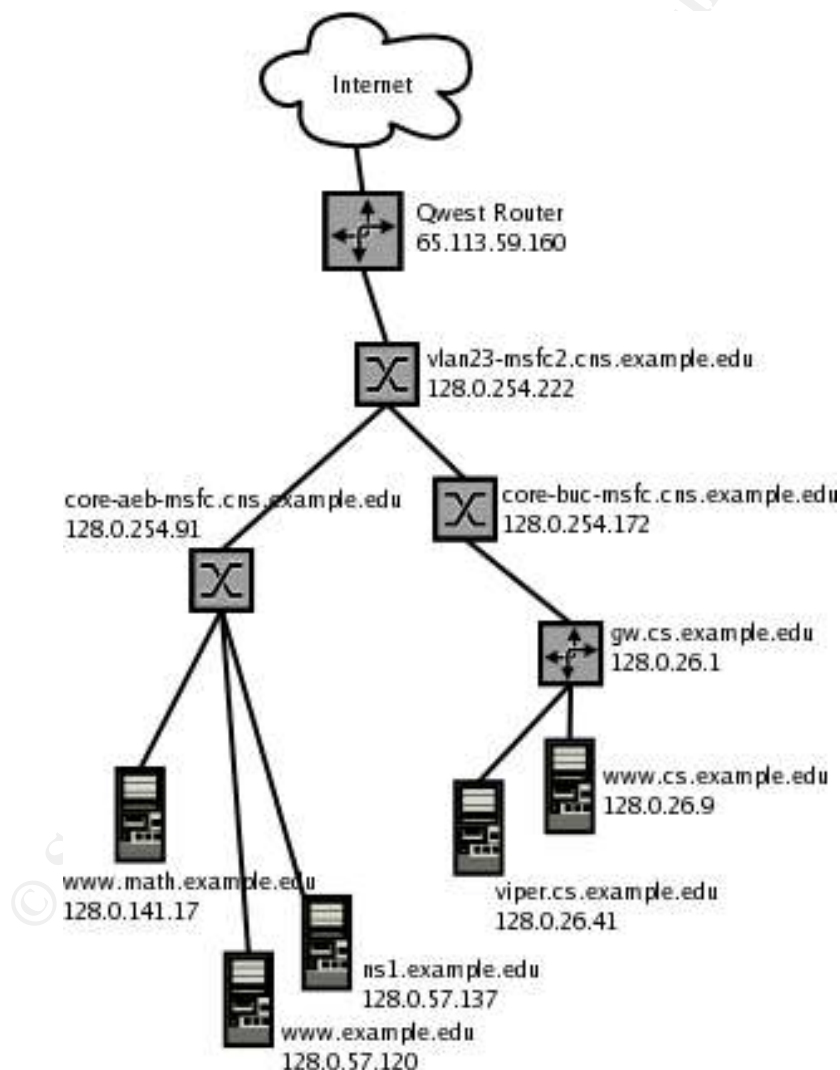 Internet
Qwest Router
65.113.59.160
vlan23-msfc2.cns.example.edu
128.0.254.222
core-aeb-msfc.cns.example.edu
128.0.254.91
core-buc-msfc.cns.example.edu
128.0.254.172
gw.cs.example.edu
128.0.26.1
www.cs.example.edu
128.0.26.9
www.math.example.edu
128.0.141.17
viper.cs.example.edu
128.0.26.41
ns1.example.edu
128.0.57.137
www.example.edu
128.0.57.120
©